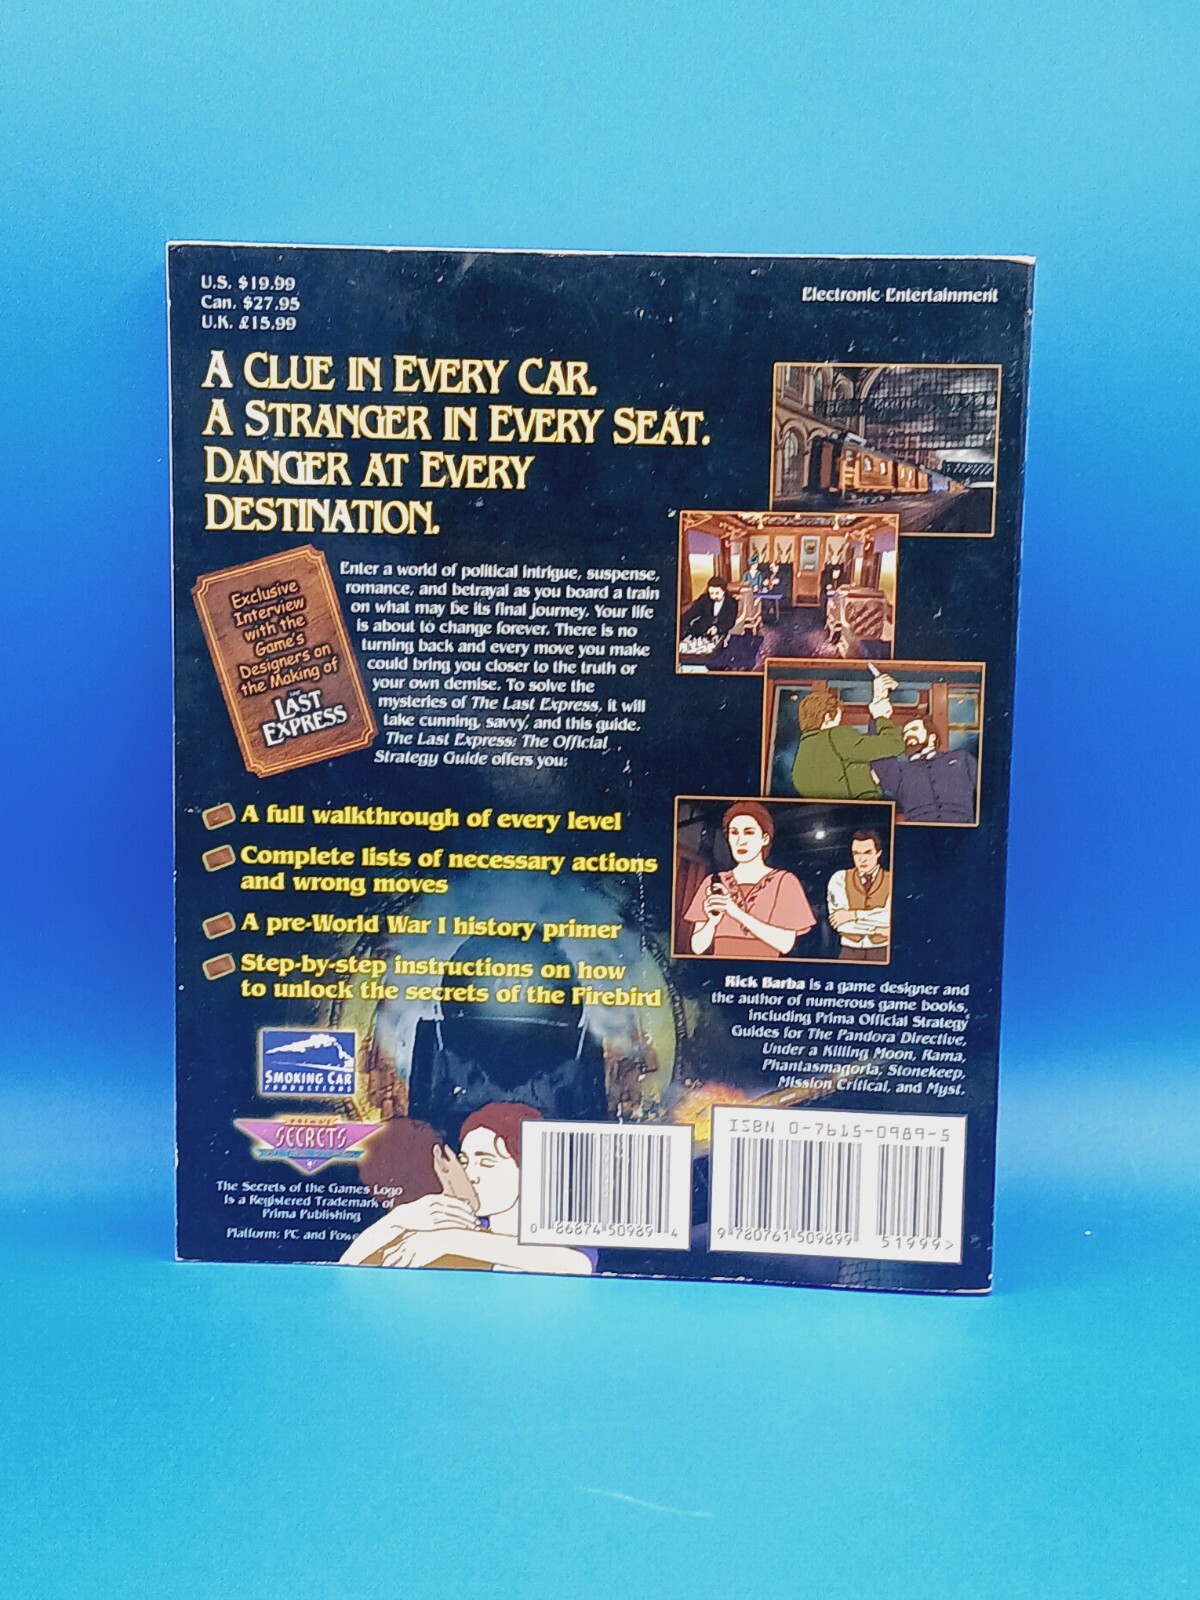 U.S. $19.99
Can. $27.95
U.K. £15.99
Electronic Entertainment
A CLUE IN EVERY CAR.
A STRANGER IN EVERY SEAT.
DANGER AT EVERY
DESTINATION.
Exclusive
Interview
with the
Game's
Designers on
the Making of
THE
LAST
EXPRESS
Enter a world of political intrigue, suspense,
romance, and betrayal as you board a train
on what may be its final journey. Your life
is about to change forever. There is no
turning back and every move you make
could bring you closer to the truth or
your own demise. To solve the
mysteries of The Last Express, it will
take cunning, savvy, and this guide.
The Last Express: The Official
Strategy Guide offers you:
A full walkthrough of every level
Complete lists of necessary actions
and wrong moves
A pre-World War I history primer
Step-by-step instructions on how
to unlock the secrets of the Firebird
Rick Barba is a game designer and
the author of numerous game books,
including Prima Official Strategy
Guides for The Pandora Directive,
Under a Killing Moon, Rama,
Phantasmagoria, Stonekeep,
Mission Critical, and Myst.
SMOKING CAR
PRODUCTIONS
SECRETS
The Secrets of the Games Logo
is a Registered Trademark of
Prima Publishing
Platform: PC and Powe
0 86874 50989 4
ISBN 0-7615-0989-5
9 780761 509899
51999>